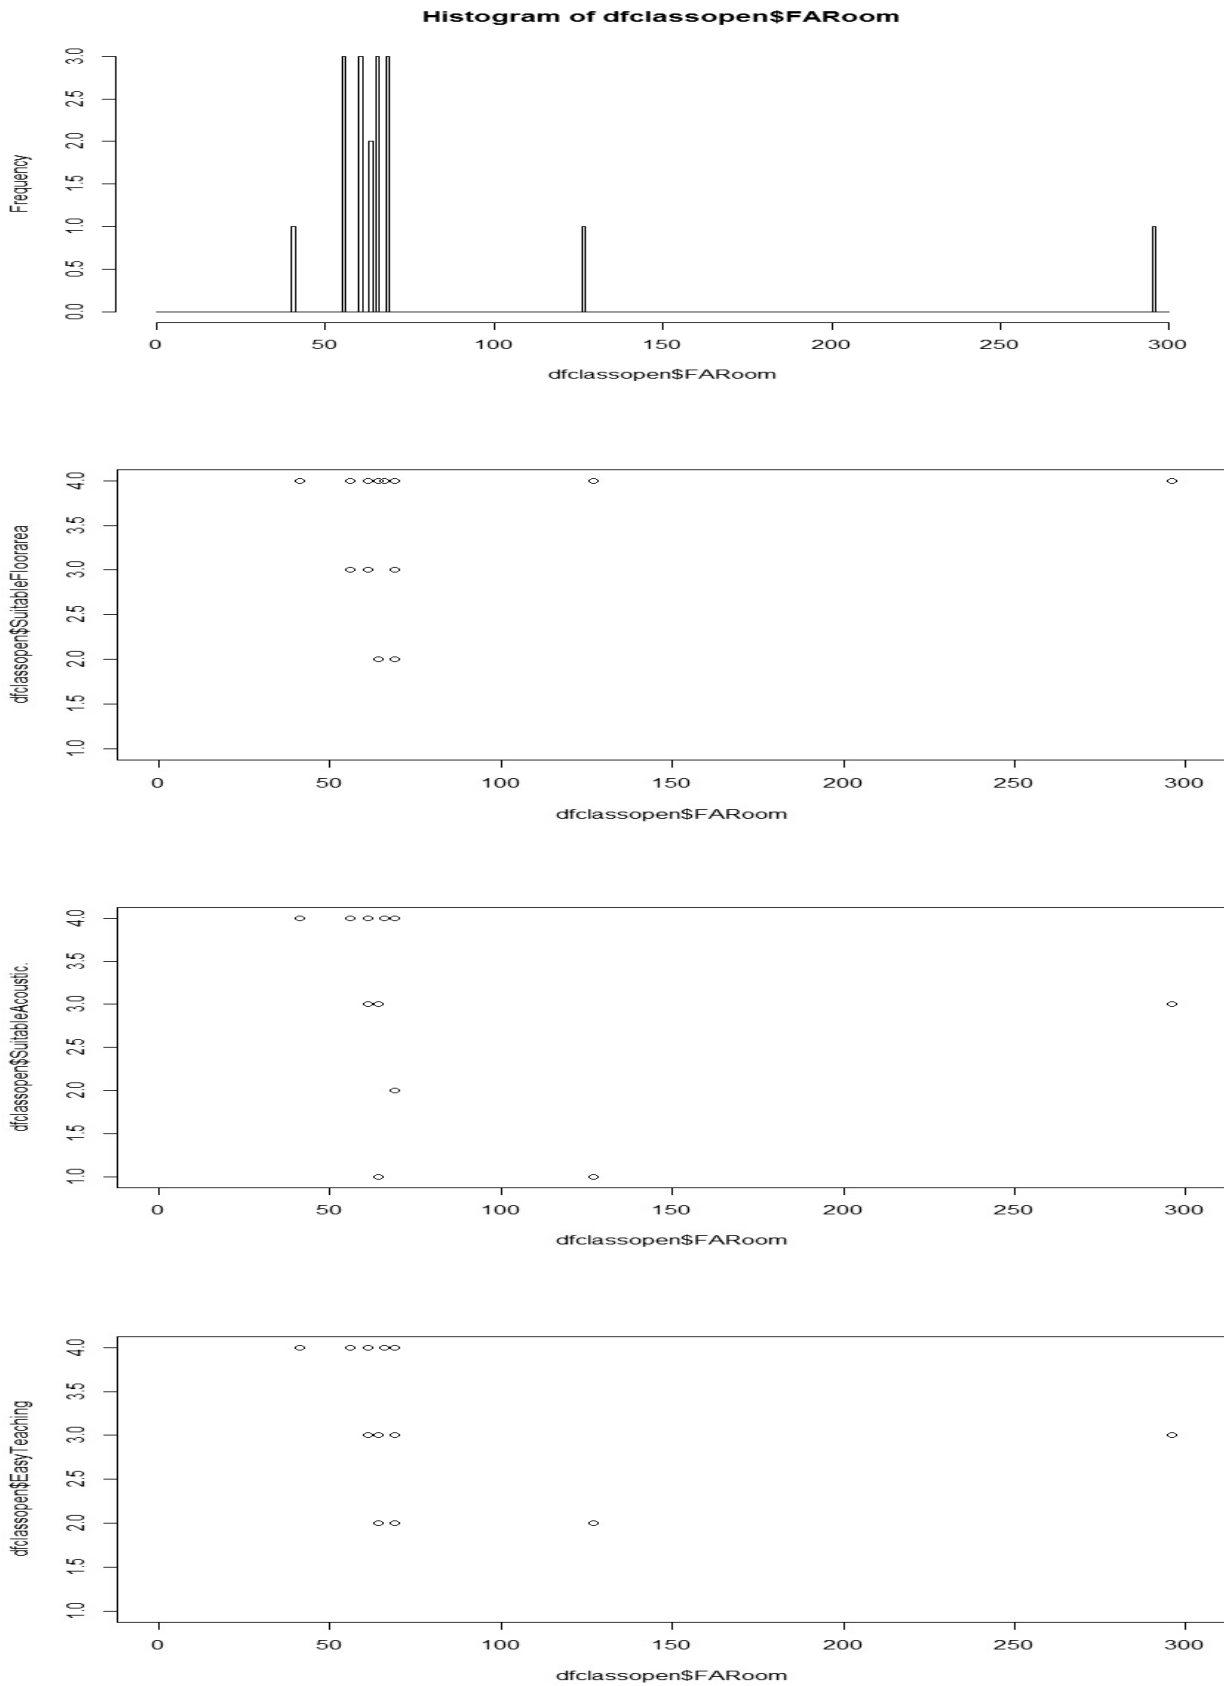 Histogram of dfclassopen$FARoom
Frequency
3.0
2.5
2.0
1.5
1.0
0.5
0.0
0 50 100 150 200 250 300
dfclassopen$FARoom
dfclassopen$SuitableFloorarea
4.0
3.5
3.0
2.5
2.0
1.5
1.0
0 50 100 150 200 250 300
dfclassopen$FARoom
dfclassopen$SuitableAcoustic.
4.0
3.5
3.0
2.5
2.0
1.5
1.0
0 50 100 150 200 250 300
dfclassopen$FARoom
dfclassopen$EasyTeaching
4.0
3.5
3.0
2.5
2.0
1.5
1.0
0 50 100 150 200 250 300
dfclassopen$FARoom